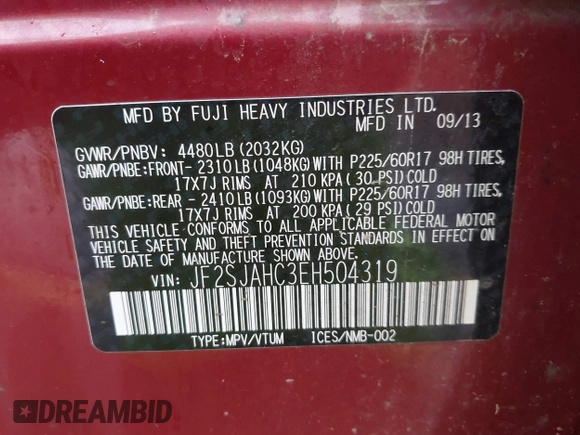 MFD BY FUJI HEAVY INDUSTRIES LTD.
MFD IN 09/13
GVWR/PNBV: 4480LB(2032KG)
GAWR/PNBE:FRONT-2310LB(1048KG)WITH P225/60R17 98H TIRES,
17X7J RIMS AT 210 KPA(30 PSI)COLD
GAWR/PNBE:REAR -2410LB(1093KG)WITH P225/60R17 98H TIRES,
17X7J RIMS AT 200 KPA(29 PSI)COLD
THIS VEHICLE CONFORMS TO ALL APPLICABLE FEDERAL MOTOR
VEHICLE SAFETY AND THEFT PREVENTION STANDARDS IN EFFECT ON
THE DATE OF MANUFACTURE SHOWN ABOVE.
VIN: JF2SJAHC3EH504319
TYPE:MPV/VTUM ICES/NMB-002
DREAMBID